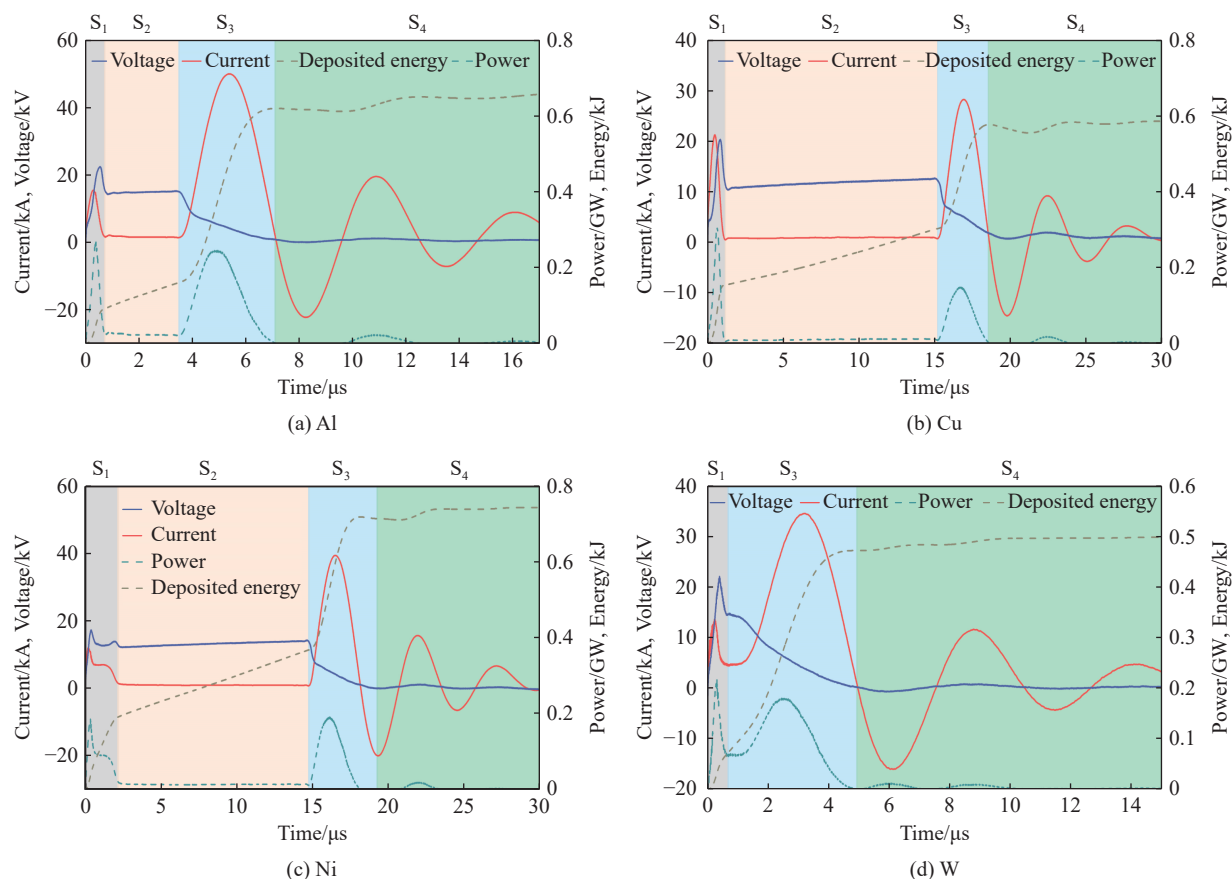 S1 S2 S3 S4
Voltage Current Deposited energy Power
Current/kA, Voltage/kV
60
40
20
0
−20
0 2 4 6 8 10 12 14 16
Time/μs
0.8
0.6
0.4
0.2
0
Power/GW, Energy/kJ
(a) Al
S1 S2 S3 S4
Voltage Current Deposited energy Power
Current/kA, Voltage/kV
40
30
20
10
0
−10
−20
0 5 10 15 20 25 30
Time/μs
0.8
0.6
0.4
0.2
0
Power/GW, Energy/kJ
(b) Cu
S1 S2 S3 S4
Voltage
Current
Power
Deposited energy
Current/kA, Voltage/kV
60
40
20
0
−20
0 5 10 15 20 25 30
Time/μs
0.8
0.6
0.4
0.2
0
Power/GW, Energy/kJ
(c) Ni
S1 S3 S4
Voltage Current Power Deposited energy
Current/kA, Voltage/kV
40
30
20
10
0
−10
−20
0 2 4 6 8 10 12 14
Time/μs
0.6
0.5
0.4
0.3
0.2
0.1
0
Power/GW, Energy/kJ
(d) W